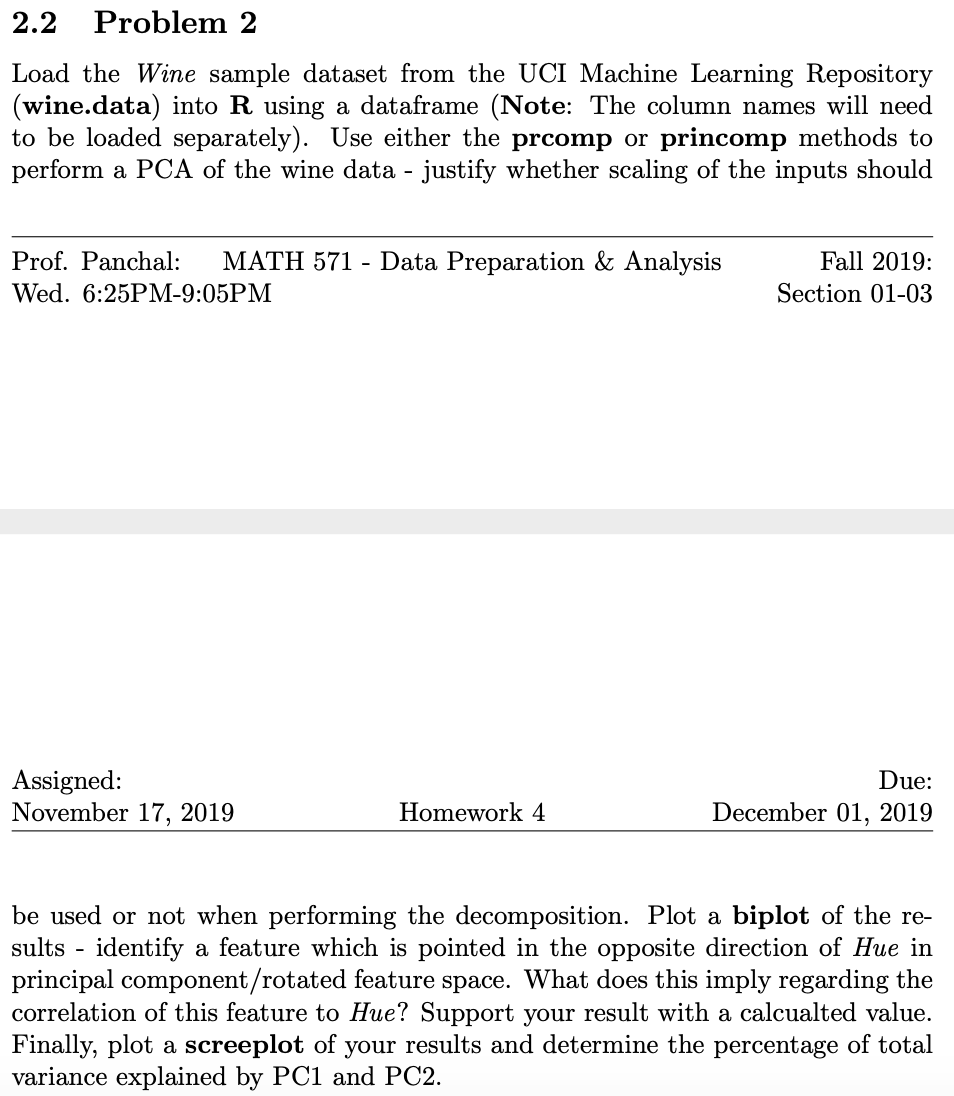 2.2 Problem 2
Load the Wine sample dataset from the UCI Machine Learning Repository
(wine.data) into R using a dataframe (Note: The column names will need
to be loaded separately). Use either the prcomp or princomp methods to
perform a PCA of the wine data - justify whether scaling of the inputs should
Prof. Panchal: MATH 571 - Data Preparation & Analysis Fall 2019:
Wed. 6:25PM-9:05PM Section 01-03
Assigned: Due:
November 17, 2019 Homework 4 December 01, 2019
be used or not when performing the decomposition. Plot a biplot of the re-
sults - identify a feature which is pointed in the opposite direction of Hue in
principal component/rotated feature space. What does this imply regarding the
correlation of this feature to Hue? Support your result with a calcualted value.
Finally, plot a screeplot of your results and determine the percentage of total
variance explained by PC1 and PC2.